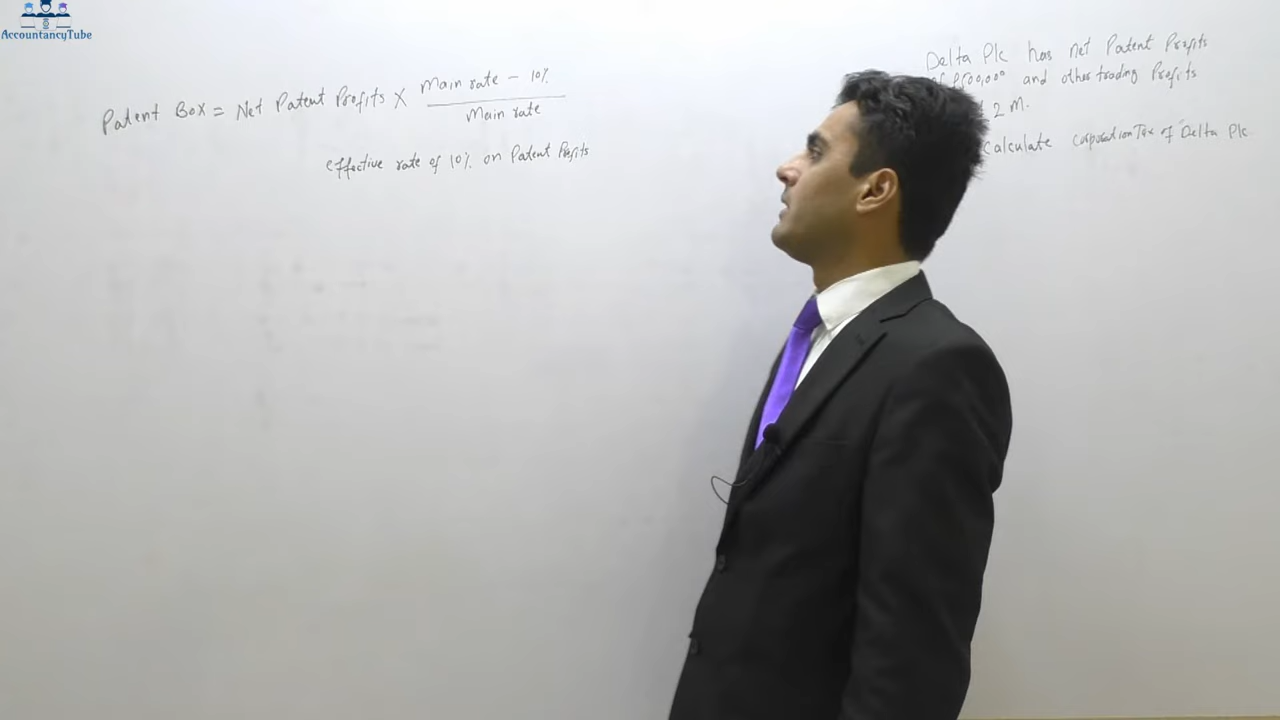 AccountancyTube
Patent Box = Net Patent Profits X Main rate - 10%
Main rate
effective rate of 10% on Patent Profits
Delta Plc has net Patent Profits
and other trading Profits
2 M.
calculate corporation Tax of Delta Plc